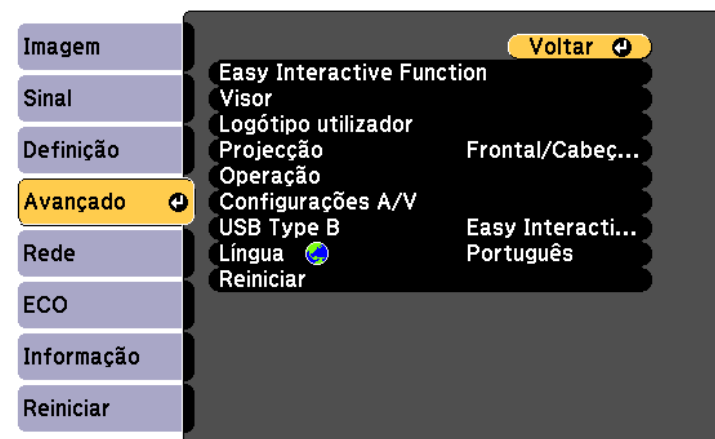 Imagem
Sinal
Definição
Avançado
Rede
ECO
Informação
Reiniciar
Voltar
Easy Interactive Function
Visor
Logótipo utilizador
Projecção Frontal/Cabeç...
Operação
Configurações A/V
USB Type B Easy Interacti...
Língua Português
Reiniciar